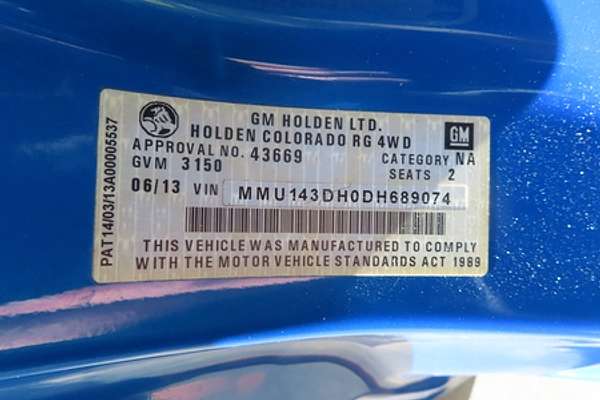 GM HOLDEN LTD.
HOLDEN COLORADO RG 4WD
APPROVAL NO. 43669 CATEGORY NA
GVM 3150 SEATS 2
06/13 VIN MMU143DH0DH689074
THIS VEHICLE WAS MANUFACTURED TO COMPLY
WITH THE MOTOR VEHICLE STANDARDS ACT 1989
PAT14/03/13A00005537
GM